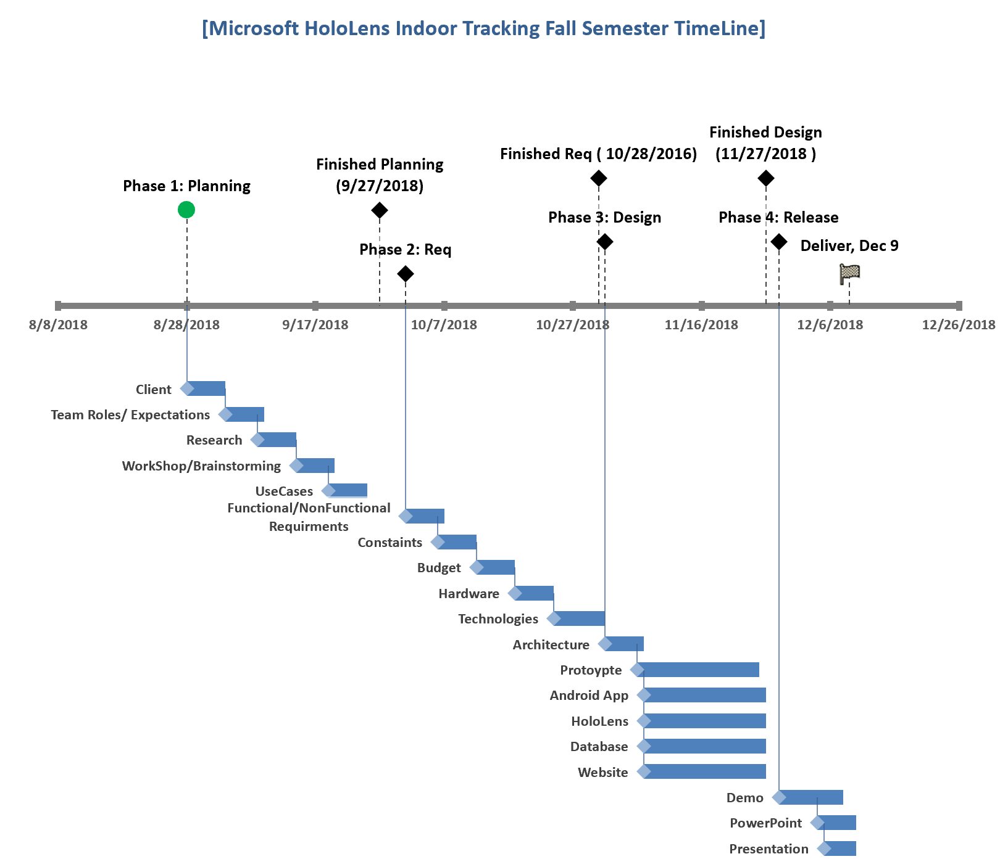 [Microsoft HoloLens Indoor Tracking Fall Semester TimeLine]
Finished Design
(11/27/2018 )
Finished Req ( 10/28/2016)
Finished Planning
(9/27/2018)
Phase 1: Planning
Phase 3: Design
Phase 4: Release
Phase 2: Req
Deliver, Dec 9
8/8/2018
8/28/2018
9/17/2018
10/7/2018
10/27/2018
11/16/2018
12/6/2018
12/26/2018
Client
Team Roles/ Expectations
Research
WorkShop/Brainstorming
UseCases
Functional/NonFunctional
Requirments
Constaints
Budget
Hardware
Technologies
Architecture
Protoypte
Android App
HoloLens
Database
Website
Demo
PowerPoint
Presentation